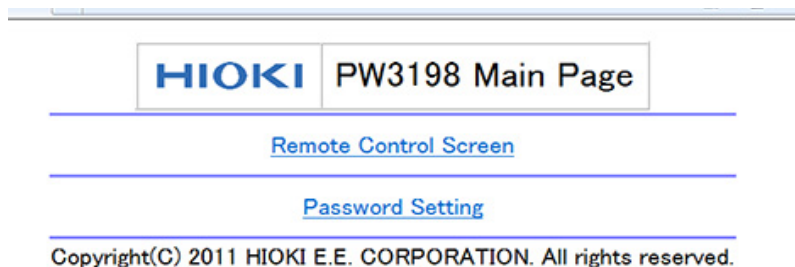 HIOKI PW3198 Main Page
Remote Control Screen
Password Setting
Copyright(C) 2011 HIOKI E.E. CORPORATION. All rights reserved.